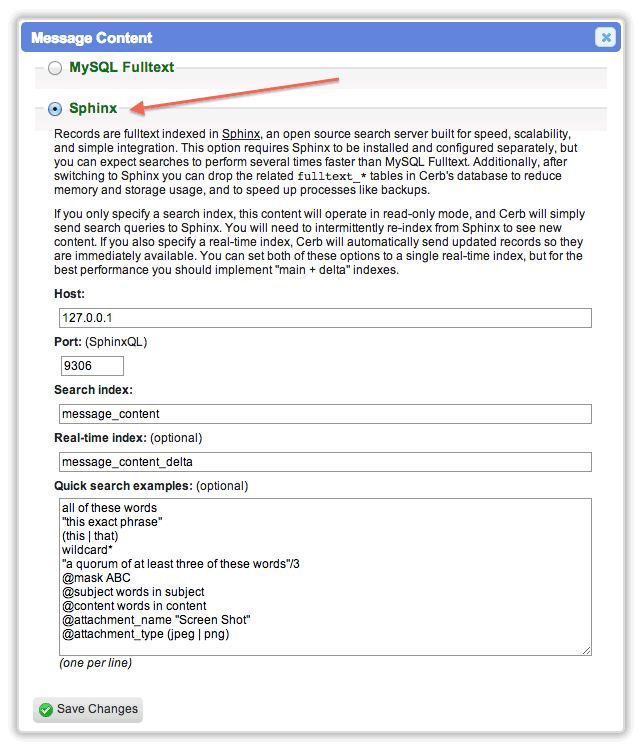 Message Content
MySQL Fulltext
Sphinx
Records are fulltext indexed in Sphinx, an open source search server built for speed, scalability,
and simple integration. This option requires Sphinx to be installed and configured separately, but
you can expect searches to perform several times faster than MySQL Fulltext. Additionally, after
switching to Sphinx you can drop the related fulltext_* tables in Cerb's database to reduce
memory and storage usage, and to speed up processes like backups.
If you only specify a search index, this content will operate in read-only mode, and Cerb will simply
send search queries to Sphinx. You will need to intermittently re-index from Sphinx to see new
content. If you also specify a real-time index, Cerb will automatically send updated records so they
are immediately available. You can set both of these options to a single real-time index, but for the
best performance you should implement "main + delta" indexes.
Host:
127.0.0.1
Port: (SphinxQL)
9306
Search index:
message_content
Real-time index: (optional)
message_content_delta
Quick search examples: (optional)
all of these words
"this exact phrase"
(this | that)
wildcard*
"a quorum of at least three of these words"/3
@mask ABC
@subject words in subject
@content words in content
@attachment_name "Screen Shot"
@attachment_type (jpeg | png)
(one per line)
Save Changes